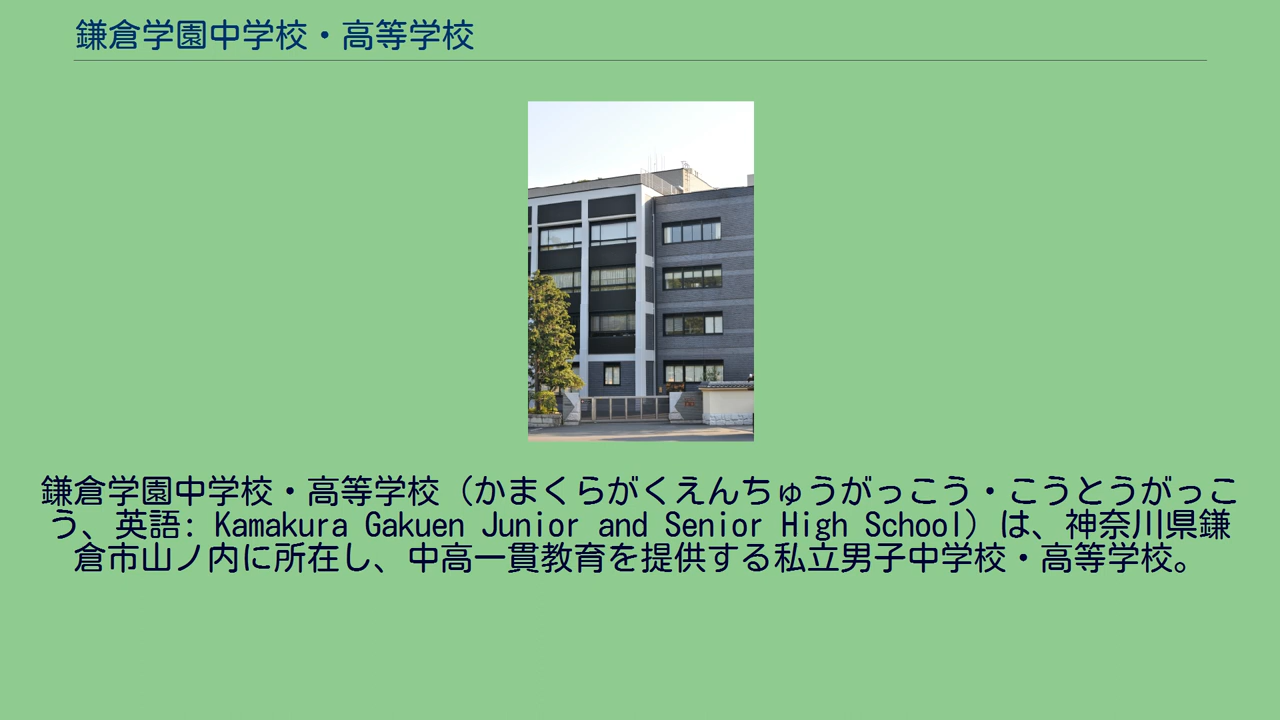 鎌倉学園中学校・高等学校
鎌倉学園中学校・高等学校（かまくらがくえんちゅうがっこう・こうとうがっこ
う、英語: Kamakura Gakuen Junior and Senior High School）は、神奈川県鎌
倉市山ノ内に所在し、中高一貫教育を提供する私立男子中学校・高等学校。